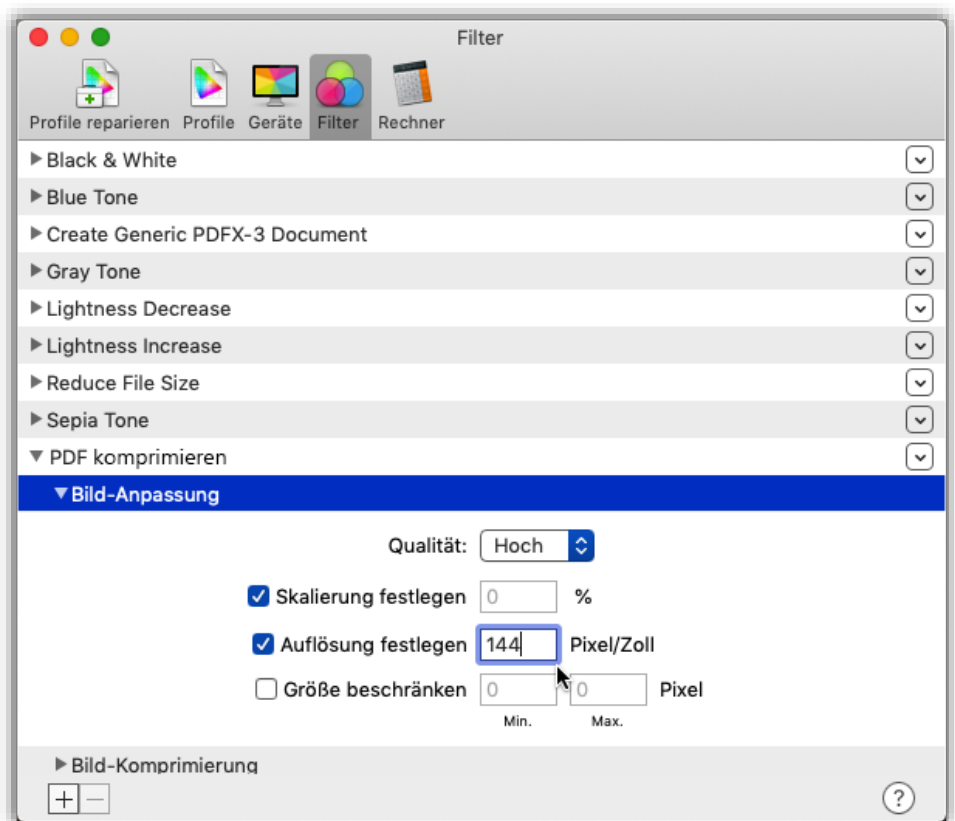 Filter
Profile reparieren Profile Geräte Filter Rechner
Black & White
Blue Tone
Create Generic PDFX-3 Document
Gray Tone
Lightness Decrease
Lightness Increase
Reduce File Size
Sepia Tone
PDF komprimieren
Bild-Anpassung
Qualität: Hoch
Skalierung festlegen 0 %
Auflösung festlegen 144 Pixel/Zoll
Größe beschränken 0 0 Pixel
Min. Max.
Bild-Komprimierung
+ − ?